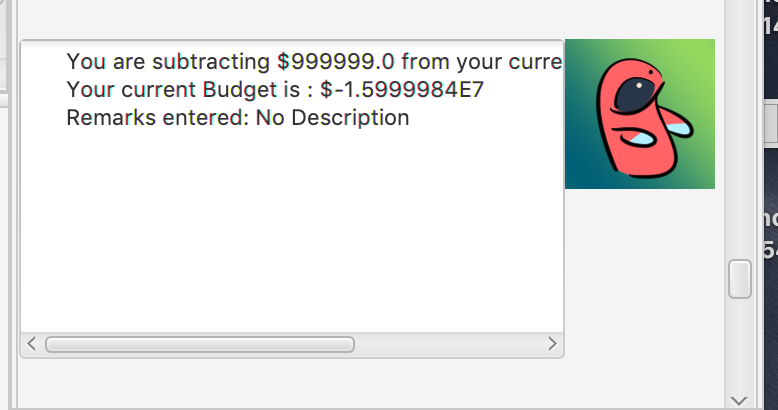 You are subtracting $999999.0 from your curre
Your current Budget is : $-1.5999984E7
Remarks entered: No Description